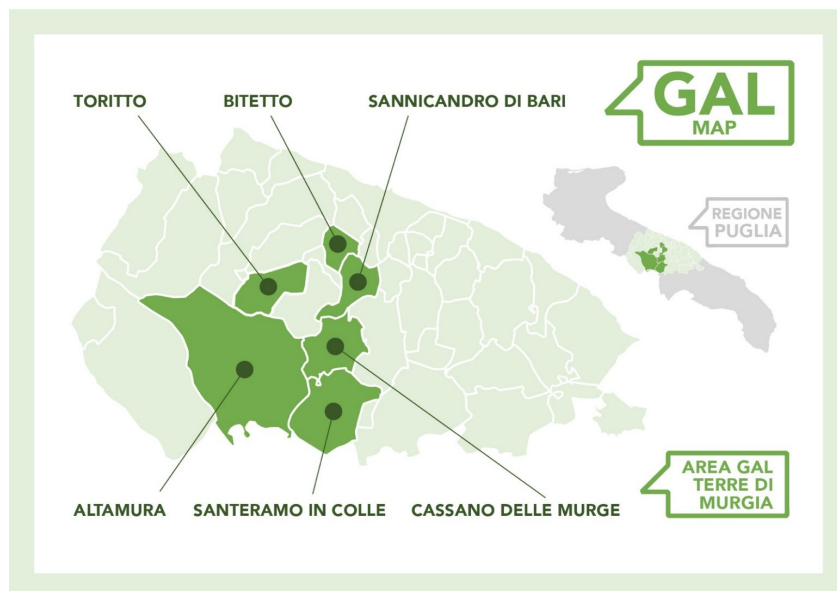 TORITTO
BITETTO
SANNICANDRO DI BARI
GAL
MAP
REGIONE
PUGLIA
ALTAMURA
SANTERAMO IN COLLE
CASSANO DELLE MURGE
AREA GAL
TERRE DI
MURGIA